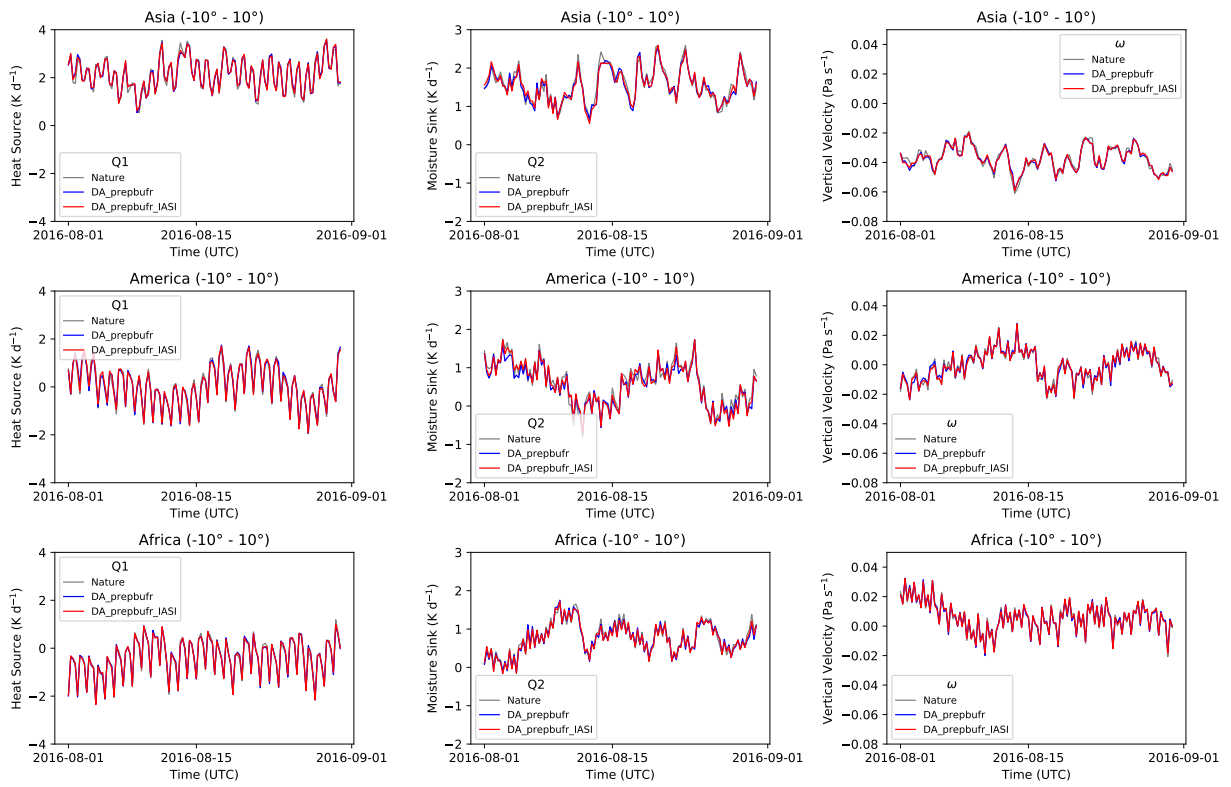 Asia (-10° - 10°)
Heat Source (K d⁻¹)
4
2
0
−2
−4
Q1
Nature
DA_prepbufr
DA_prepbufr_IASI
2016-08-01
2016-08-15
2016-09-01
Time (UTC)
Asia (-10° - 10°)
Moisture Sink (K d⁻¹)
3
2
1
0
−1
−2
Q2
Nature
DA_prepbufr
DA_prepbufr_IASI
2016-08-01
2016-08-15
2016-09-01
Time (UTC)
Asia (-10° - 10°)
Vertical Velocity (Pa s⁻¹)
0.04
0.02
0.00
−0.02
−0.04
−0.06
−0.08
ω
Nature
DA_prepbufr
DA_prepbufr_IASI
2016-08-01
2016-08-15
2016-09-01
Time (UTC)
America (-10° - 10°)
Heat Source (K d⁻¹)
4
2
0
−2
−4
Q1
Nature
DA_prepbufr
DA_prepbufr_IASI
2016-08-01
2016-08-15
2016-09-01
Time (UTC)
America (-10° - 10°)
Moisture Sink (K d⁻¹)
3
2
1
0
−1
−2
Q2
Nature
DA_prepbufr
DA_prepbufr_IASI
2016-08-01
2016-08-15
2016-09-01
Time (UTC)
America (-10° - 10°)
Vertical Velocity (Pa s⁻¹)
0.04
0.02
0.00
−0.02
−0.04
−0.06
−0.08
ω
Nature
DA_prepbufr
DA_prepbufr_IASI
2016-08-01
2016-08-15
2016-09-01
Time (UTC)
Africa (-10° - 10°)
Heat Source (K d⁻¹)
4
2
0
−2
−4
Q1
Nature
DA_prepbufr
DA_prepbufr_IASI
2016-08-01
2016-08-15
2016-09-01
Time (UTC)
Africa (-10° - 10°)
Moisture Sink (K d⁻¹)
3
2
1
0
−1
−2
Q2
Nature
DA_prepbufr
DA_prepbufr_IASI
2016-08-01
2016-08-15
2016-09-01
Time (UTC)
Africa (-10° - 10°)
Vertical Velocity (Pa s⁻¹)
0.04
0.02
0.00
−0.02
−0.04
−0.06
−0.08
ω
Nature
DA_prepbufr
DA_prepbufr_IASI
2016-08-01
2016-08-15
2016-09-01
Time (UTC)